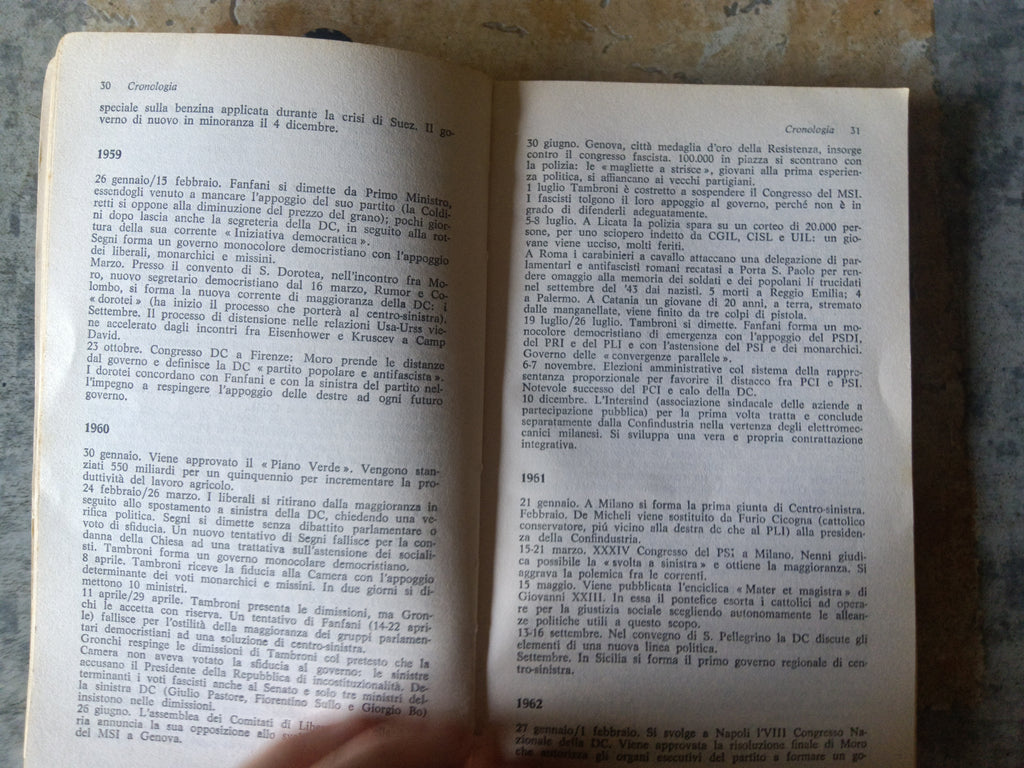 30 Cronologia
speciale sulla benzina applicata durante la crisi di Suez. Il go-
verno di nuovo in minoranza il 4 dicembre.
1959
26 gennaio/15 febbraio. Fanfani si dimette da Primo Ministro,
essendogli venuto a mancare l'appoggio del suo partito (la Coldi-
retti si oppone alla diminuzione del prezzo del grano); pochi gior-
ni dopo lascia anche la segreteria della DC, in seguito alla rot-
tura della sua corrente « Iniziativa democratica ».
Segni forma un governo monocolore democristiano con l'appoggio
dei liberali, monarchici e missini.
Marzo. Presso il convento di S. Dorotea, nell'incontro fra Mo-
ro, nuovo segretario democristiano dal 16 marzo, Rumor e Co-
lombo, si forma la nuova corrente di maggioranza della DC: i
« dorotei » (ha inizio il processo che porterà al centro-sinistra).
Settembre. Il processo di distensione nelle relazioni Usa-Urss vie-
ne accelerato dagli incontri fra Eisenhower e Kruscev a Camp
David.
23 ottobre. Congresso DC a Firenze: Moro prende le distanze
dal governo e definisce la DC « partito popolare e antifascista ».
I dorotei concordano con Fanfani e con la sinistra del partito nel-
l'impegno a respingere l'appoggio delle destre ad ogni futuro
governo.
1960
30 gennaio. Viene approvato il « Piano Verde ». Vengono stan-
ziati 550 miliardi per un quinquennio per incrementare la pro-
duttività del lavoro agricolo.
24 febbraio/26 marzo. I liberali si ritirano dalla maggioranza in
seguito allo spostamento a sinistra della DC, chiedendo una ve-
rifica politica. Segni si dimette senza dibattito parlamentare o
voto di sfiducia. Un nuovo tentativo di Segni fallisce per la con-
danna della Chiesa ad una trattativa sull'astensione dei sociali-
sti. Tambroni forma un governo monocolore democristiano.
8 aprile. Tambroni riceve la fiducia alla Camera con l'appoggio
determinante dei voti monarchici e missini. In due giorni si di-
mettono 10 ministri.
11 aprile/29 aprile. Tambroni presenta le dimissioni, ma Gron-
chi le accetta con riserva. Un tentativo di Fanfani (14-22 apri-
le) fallisce per l'ostilità della maggioranza dei gruppi parlamen-
tari democristiani ad una soluzione di centro-sinistra.
Gronchi respinge le dimissioni di Tambroni col pretesto che la
Camera non aveva votato la sfiducia al governo: le sinistre
accusano il Presidente della Repubblica di incostituzionalità. De-
terminanti i voti fascisti anche al Senato e solo tre ministri del-
la sinistra DC (Giulio Pastore, Fiorentino Sullo e Giorgio Bo)
insistono nelle dimissioni.
26 giugno. L'assemblea dei Comitati di
ria annuncia la sua opposizione allo
del MSI a Genova.
Cronologia 31
30 giugno. Genova, città medaglia d'oro della Resistenza, insorge
contro il congresso fascista. 100.000 in piazza si scontrano con
la polizia: le « magliette a strisce », giovani alla prima esperien-
za politica, si affiancano ai vecchi partigiani.
1 luglio Tambroni è costretto a sospendere il Congresso del MSI.
I fascisti tolgono il loro appoggio al governo, perché non è in
grado di difenderli adeguatamente.
5-8 luglio. A Licata la polizia spara su un corteo di 20.000 per-
sone, per uno sciopero indetto da CGIL, CISL e UIL: un gio-
vane viene ucciso, molti feriti.
A Roma i carabinieri a cavallo attaccano una delegazione di par-
lamentari e antifascisti romani recatasi a Porta S. Paolo per ren-
dere omaggio alla memoria dei soldati e dei popolani lí trucidati
nel settembre del '43 dai nazisti. 5 morti a Reggio Emilia; 4
a Palermo. A Catania un giovane di 20 anni, a terra, stremato
dalle manganellate, viene finito da tre colpi di pistola.
19 luglio/26 luglio. Tambroni si dimette. Fanfani forma un mo-
nocolore democristiano di emergenza con l'appoggio del PSDI,
del PRI e del PLI e con l'astensione del PSI e dei monarchici.
Governo delle « convergenze parallele ».
6-7 novembre. Elezioni amministrative col sistema della rappre-
sentanza proporzionale per favorire il distacco fra PCI e PSI.
Notevole successo del PCI e calo della DC.
10 dicembre. L'Intersind (associazione sindacale delle aziende a
partecipazione pubblica) per la prima volta tratta e conclude
separatamente dalla Confindustria nella vertenza degli elettromec-
canici milanesi. Si sviluppa una vera e propria contrattazione
integrativa.
1961
21 gennaio. A Milano si forma la prima giunta di Centro-sinistra.
Febbraio. De Micheli viene sostituito da Furio Cicogna (cattolico
conservatore, piú vicino alla destra dc che al PLI) alla presiden-
za della Confindustria.
15-21 marzo. XXXIV Congresso del PSI a Milano. Nenni giudi-
ca possibile la « svolta a sinistra » e ottiene la maggioranza. Si
aggrava la polemica fra le correnti.
15 maggio. Viene pubblicata l'enciclica « Mater et magistra » di
Giovanni XXIII. In essa il pontefice esorta i cattolici ad opera-
re per la giustizia sociale scegliendo autonomamente le allean-
ze politiche utili a questo scopo.
13-16 settembre. Nel convegno di S. Pellegrino la DC discute gli
elementi di una nuova linea politica.
Settembre. In Sicilia si forma il primo governo regionale di cen-
tro-sinistra.
1962
27 gennaio/1 febbraio. Si svolge a Napoli l'VIII Congresso Na-
zionale della DC. Viene approvata la risoluzione finale di Moro
che autorizza gli organi esecutivi del partito a formare un go-